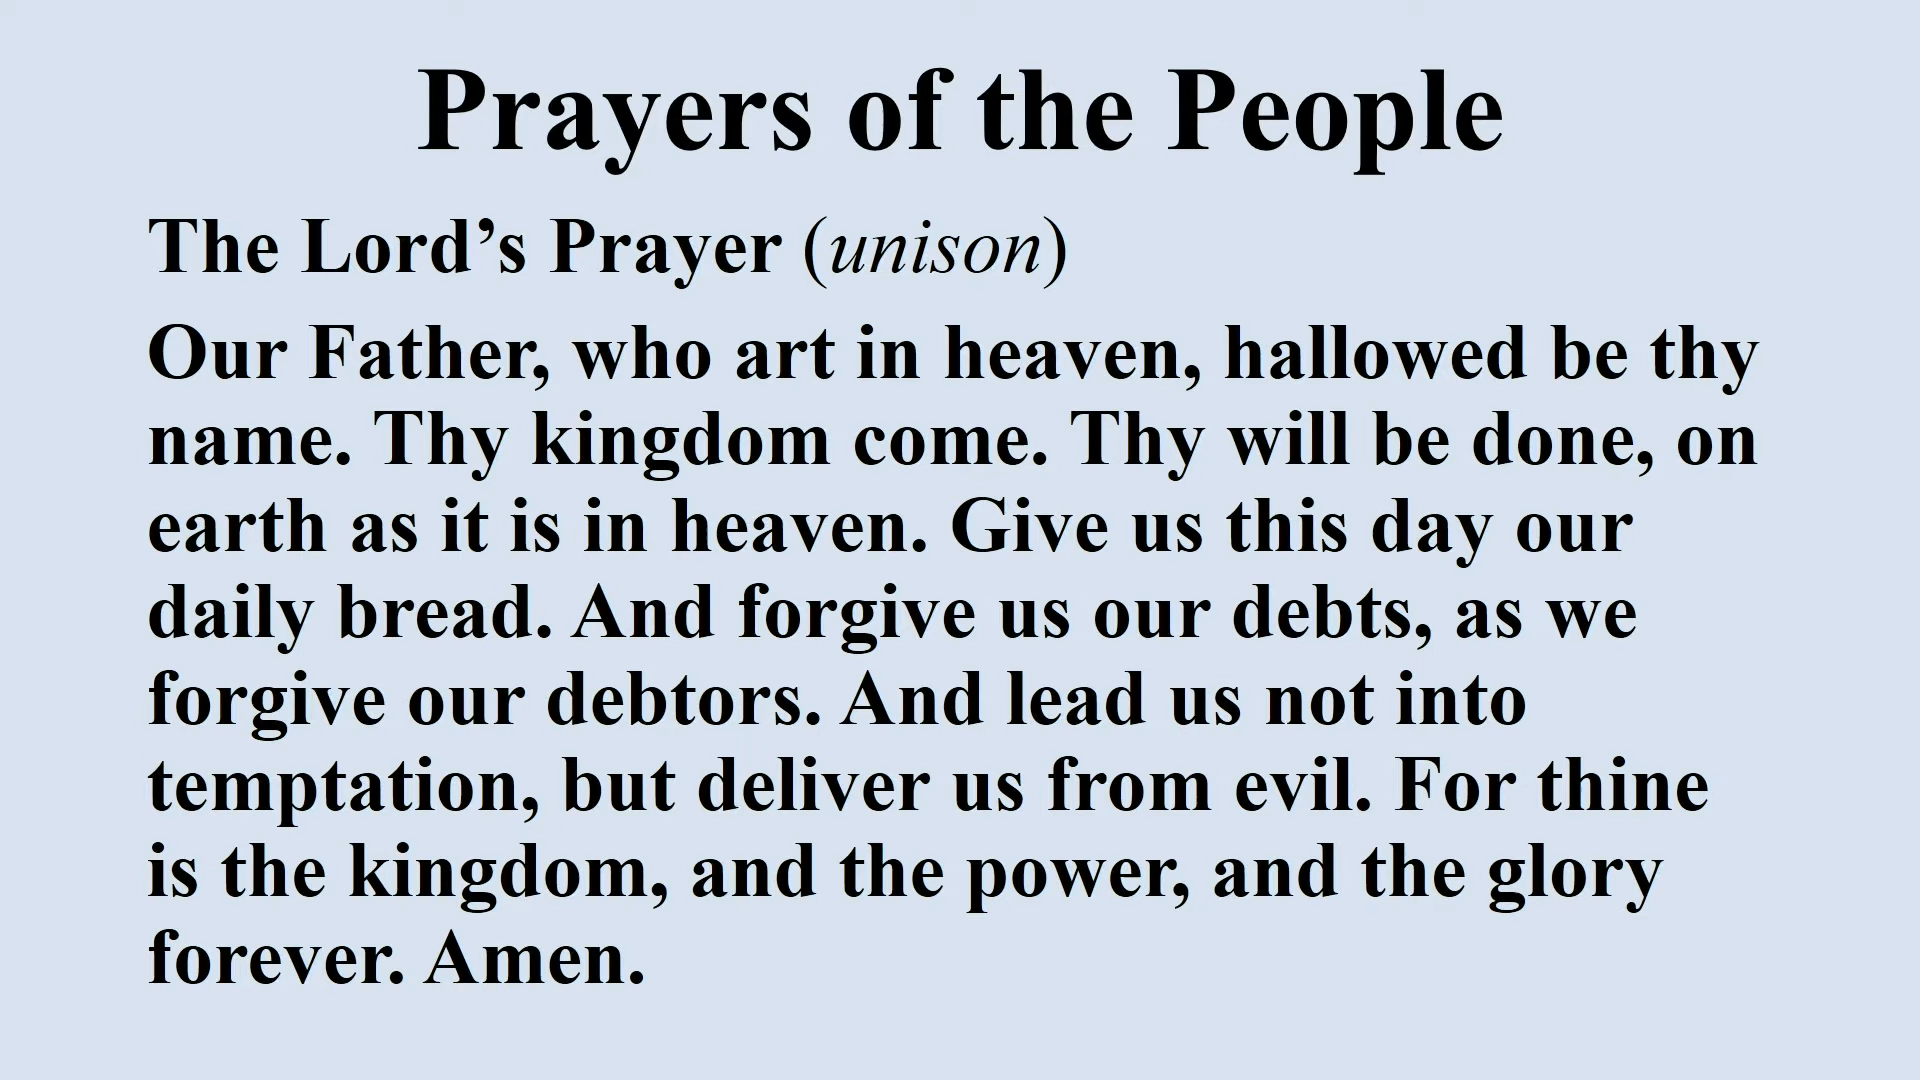 Prayers of the People
The Lord’s Prayer (unison)
Our Father, who art in heaven, hallowed be thy
name. Thy kingdom come. Thy will be done, on
earth as it is in heaven. Give us this day our
daily bread. And forgive us our debts, as we
forgive our debtors. And lead us not into
temptation, but deliver us from evil. For thine
is the kingdom, and the power, and the glory
forever. Amen.